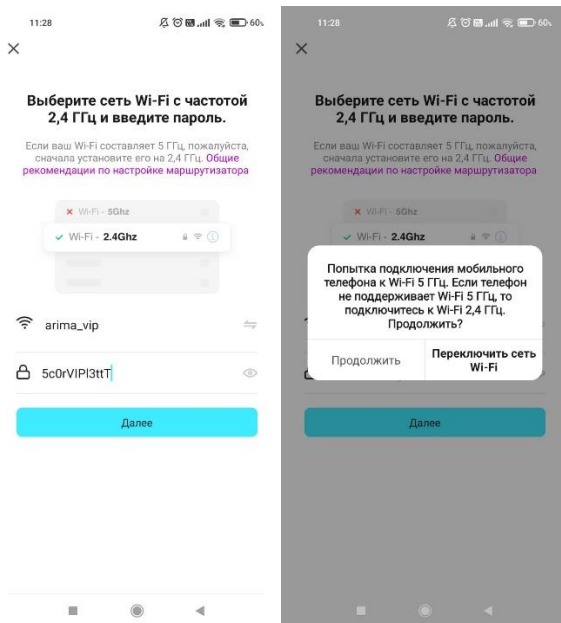 11:28
60%
Выберите сеть Wi-Fi с частотой
2,4 ГГц и введите пароль.
Если ваш Wi-Fi составляет 5 ГГц, пожалуйста,
сначала установите его на 2,4 ГГц. Общие
рекомендации по настройке маршрутизатора
Wi-Fi - 5Ghz
Wi-Fi - 2.4Ghz
arima_vip
5c0rVIPl3ttT
Далее
11:28
60%
Выберите сеть Wi-Fi с частотой
2,4 ГГц и введите пароль.
Если ваш Wi-Fi составляет 5 ГГц, пожалуйста,
сначала установите его на 2,4 ГГц. Общие
рекомендации по настройке маршрутизатора
Wi-Fi - 5Ghz
Wi-Fi - 2.4Ghz
Попытка подключения мобильного
телефона к Wi-Fi 5 ГГц. Если телефон
не поддерживает Wi-Fi 5 ГГц, то
подключитесь к Wi-Fi 2,4 ГГц.
Продолжить?
Продолжить
Переключить сеть
Wi-Fi
Далее